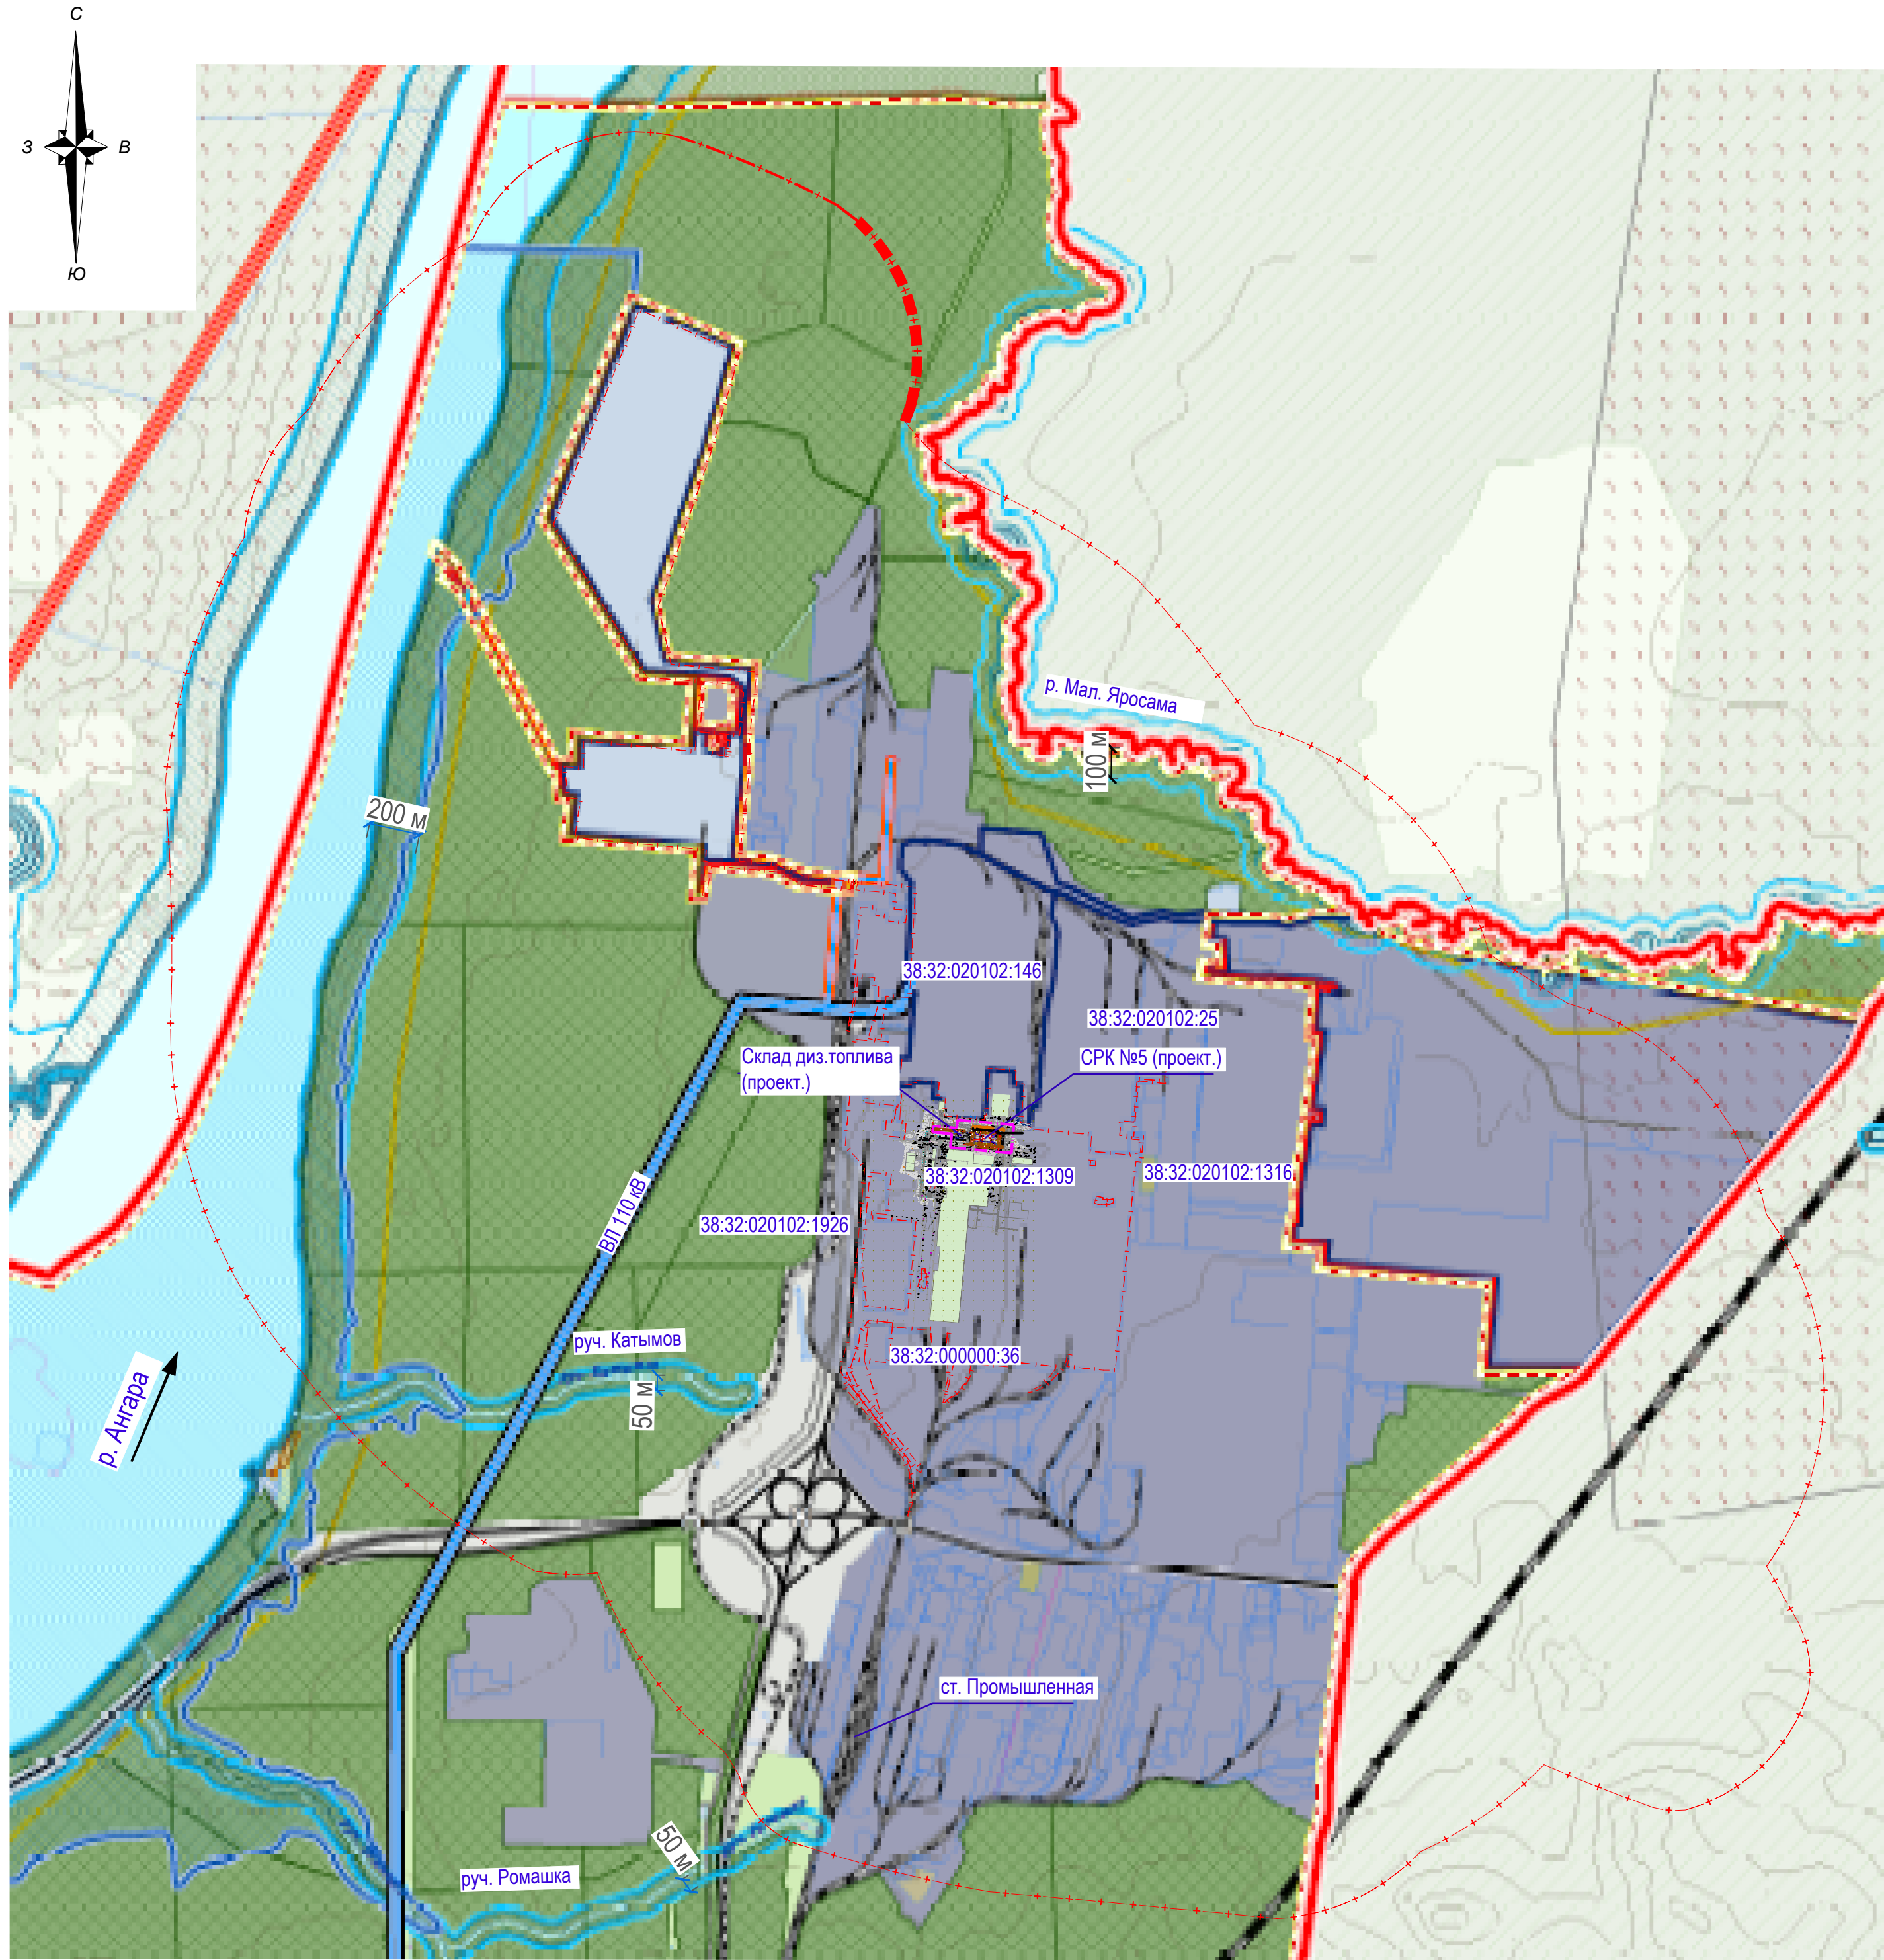 С
З
В
Ю
р. Мал. Яросама
100 м
200 м
38:32:020102:146
38:32:020102:25
Склад диз.топлива
(проект.)
СРК №5 (проект.)
38:32:020102:1309
38:32:020102:1316
ВЛ 110 кВ
38:32:020102:1926
руч. Катымов
38:32:000000:36
50 м
р. Ангара
ст. Промышленная
50 м
руч. Ромашка